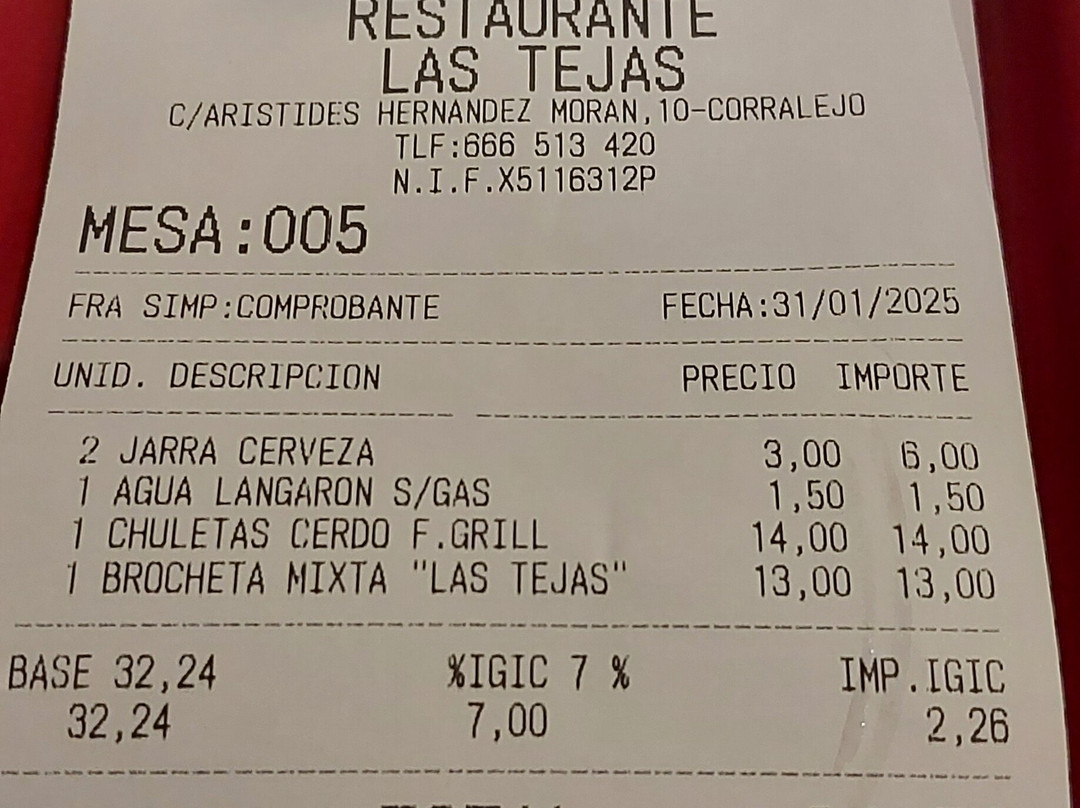 RESTAURANTE
LAS TEJAS
C/ARISTIDES HERNANDEZ MORAN,10-CORRALEJO
TLF:666 513 420
N.I.F.X5116312P
MESA:005
FRA SIMP:COMPROBANTE FECHA:31/01/2025
UNID. DESCRIPCION PRECIO IMPORTE
2 JARRA CERVEZA 3,00 6,00
1 AGUA LANGARON S/GAS 1,50 1,50
1 CHULETAS CERDO F.GRILL 14,00 14,00
1 BROCHETA MIXTA "LAS TEJAS" 13,00 13,00
BASE 32,24 %IGIC 7 % IMP.IGIC
32,24 7,00 2,26